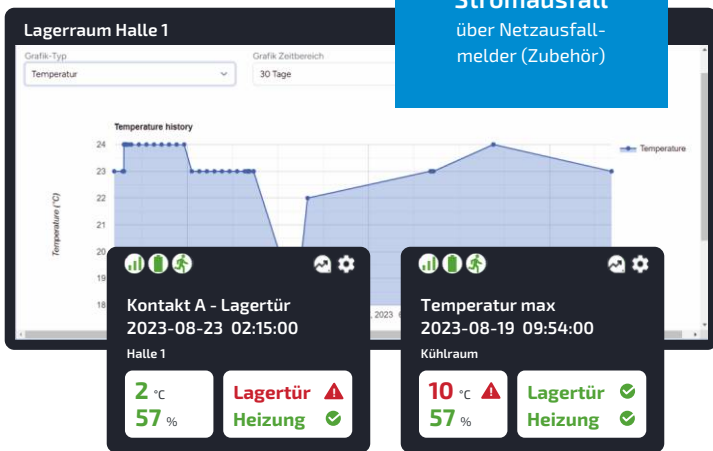 Stromausfall
über Netzausfall-
melder (Zubehör)
Lagerraum Halle 1
Grafik-Typ
Grafik Zeitbereich
Temperatur
30 Tage
Temperature history
Temperature
24
23
22
21
20
19
18
Temperature (°C)
2023
Kontakt A - Lagertür
2023-08-23 02:15:00
Halle 1
2 °C
57 %
Lagertür
Heizung
Temperatur max
2023-08-19 09:54:00
Kühlraum
10 °C
57 %
Lagertür
Heizung